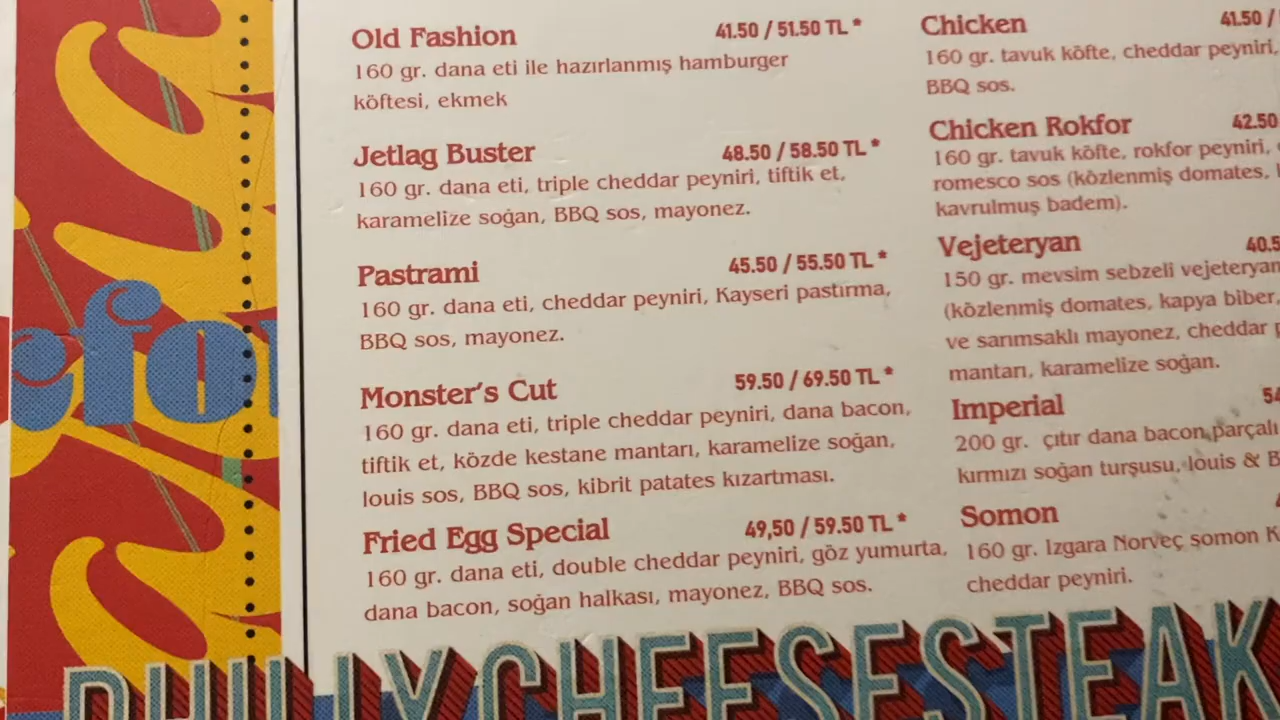 Old Fashion 41.50 / 51.50 TL *
160 gr. dana eti ile hazırlanmış hamburger
köftesi, ekmek
Jetlag Buster 48.50 / 58.50 TL *
160 gr. dana eti, triple cheddar peyniri, tiftik et,
karamelize soğan, BBQ sos, mayonez.
Pastrami 45.50 / 55.50 TL *
160 gr. dana eti, cheddar peyniri, Kayseri pastırma,
BBQ sos, mayonez.
Monster's Cut 59.50 / 69.50 TL *
160 gr. dana eti, triple cheddar peyniri, dana bacon,
tiftik et, közde kestane mantarı, karamelize soğan,
louis sos, BBQ sos, kibrit patates kızartması.
Fried Egg Special 49,50 / 59.50 TL *
160 gr. dana eti, double cheddar peyniri, göz yumurta,
dana bacon, soğan halkası, mayonez, BBQ sos.
Chicken 41.50 /
160 gr. tavuk köfte, cheddar peyniri,
BBQ sos.
Chicken Rokfor 42.50
160 gr. tavuk köfte, rokfor peyniri,
romesco sos (közlenmiş domates,
kavrulmuş badem).
Vejeteryan 40.5
150 gr. mevsim sebzeli vejeteryan
(közlenmiş domates, kapya biber,
ve sarımsaklı mayonez, cheddar
mantarı, karamelize soğan.
Imperial 54
200 gr. çıtır dana bacon parçalı
kırmızı soğan turşusu, louis & B
Somon
160 gr. Izgara Norveç somon K
cheddar peyniri.
PHILLY CHEESESTEAK